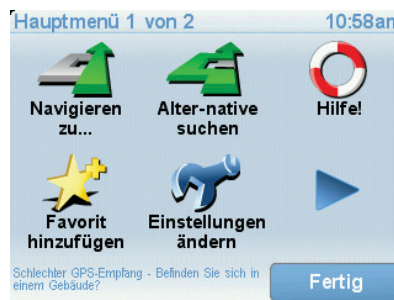 Hauptmenü 1 von 2
10:58am
Navigieren
zu...
Alter-native
suchen
Hilfe!
Favorit
hinzufügen
Einstellungen
ändern
Schlechter GPS-Empfang - Befinden Sie sich in
einem Gebäude?
Fertig